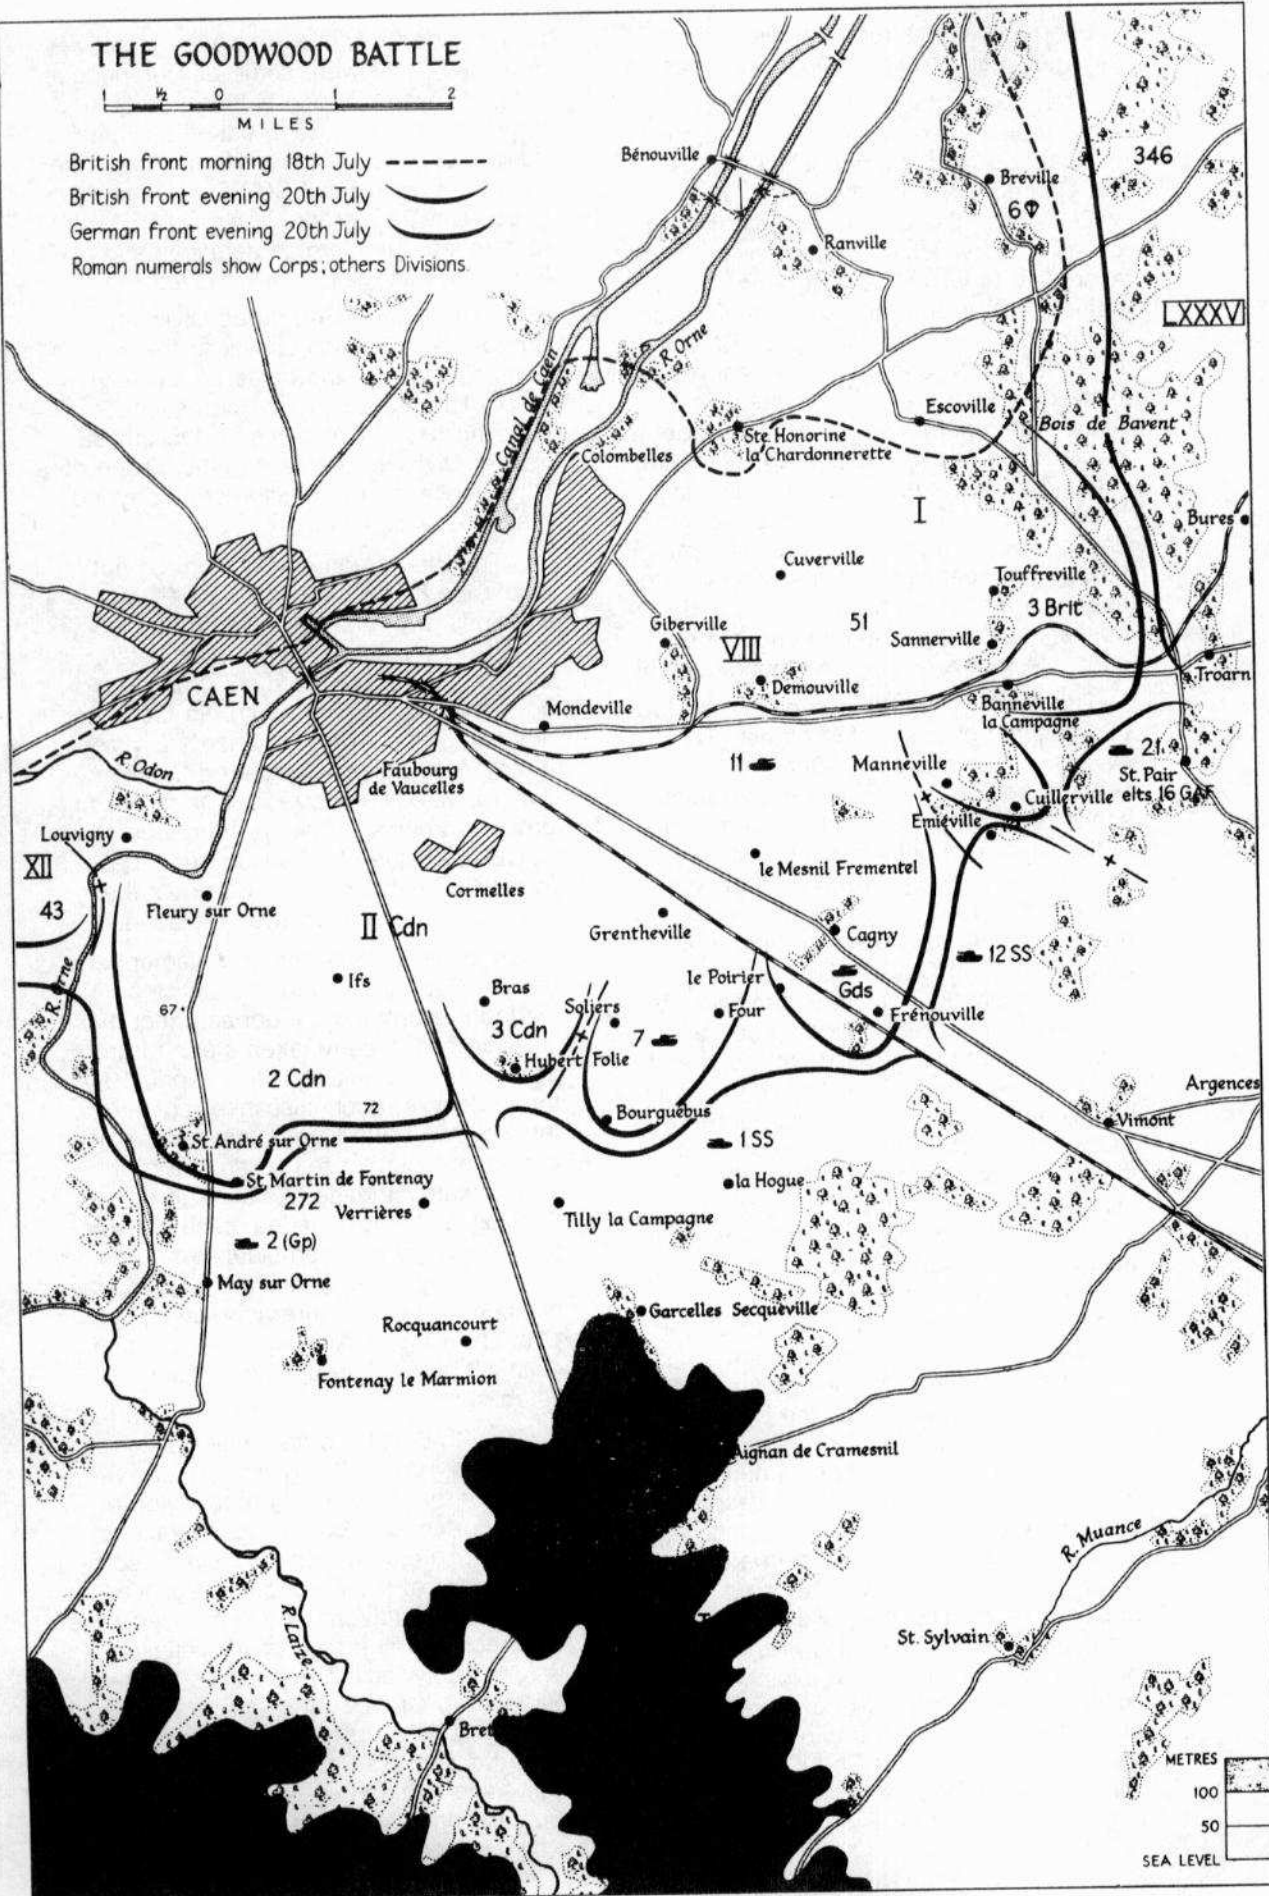 THE GOODWOOD BATTLE
1 ½ 0 1 2
MILES
British front morning 18th July
British front evening 20th July
German front evening 20th July
Roman numerals show Corps; others Divisions.
Bénouville
346
Breville
6
Ranville
LXXXVI
R. Orne
Canal de Caen
Escoville
Bois de Bavent
Ste. Honorine
la Chardonnerette
Colombelles
I
Bures
Cuverville
Touffreville
3 Brit
51
Giberville
VIII
Sannerville
Troarn
CAEN
Demouville
Banneville
la Campagne
Mondeville
R. Odon
Faubourg
de Vaucelles
11
Manneville
21
St. Pair
elts 16 GAF
Cuillerville
Emiéville
Louvigny
XII
43
le Mesnil Frementel
Cormelles
Fleury sur Orne
II Cdn
Grentheville
Cagny
12 SS
R. Orne
Ifs
le Poirier
Gds
Bras
Soliers
Four
Frénouville
67
3 Cdn
7
Hubert Folie
2 Cdn
72
Argences
Bourguébus
Vimont
St. André sur Orne
1 SS
St. Martin de Fontenay
la Hogue
272
Verrières
Tilly la Campagne
2 (Gp)
May sur Orne
Garcelles Secqueville
Rocquancourt
Fontenay le Marmion
Aignan de Cramesnil
R. Muance
R. Laize
St. Sylvain
Bret
METRES
100
50
SEA LEVEL